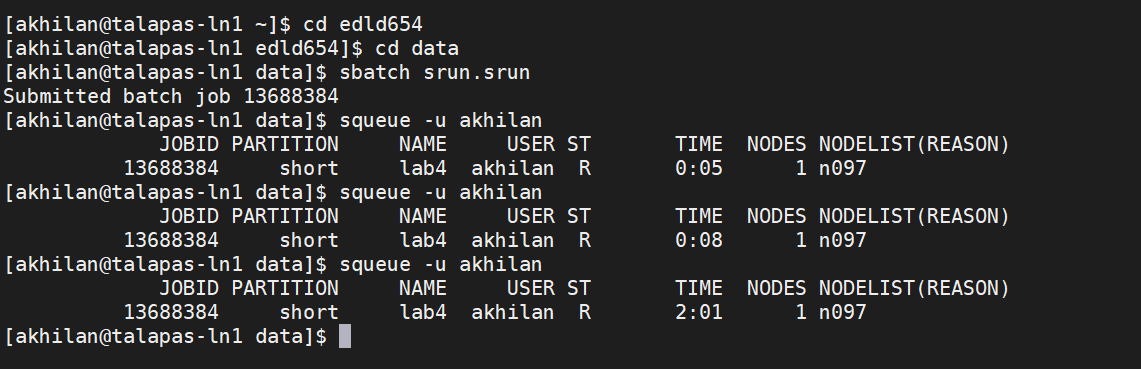 [akhilan@talapas-ln1 ~]$ cd edld654
[akhilan@talapas-ln1 edld654]$ cd data
[akhilan@talapas-ln1 data]$ sbatch srun.srun
Submitted batch job 13688384
[akhilan@talapas-ln1 data]$ squeue -u akhilan
             JOBID PARTITION     NAME     USER ST       TIME  NODES NODELIST(REASON)
          13688384     short     lab4  akhilan  R       0:05      1 n097
[akhilan@talapas-ln1 data]$ squeue -u akhilan
             JOBID PARTITION     NAME     USER ST       TIME  NODES NODELIST(REASON)
          13688384     short     lab4  akhilan  R       0:08      1 n097
[akhilan@talapas-ln1 data]$ squeue -u akhilan
             JOBID PARTITION     NAME     USER ST       TIME  NODES NODELIST(REASON)
          13688384     short     lab4  akhilan  R       2:01      1 n097
[akhilan@talapas-ln1 data]$